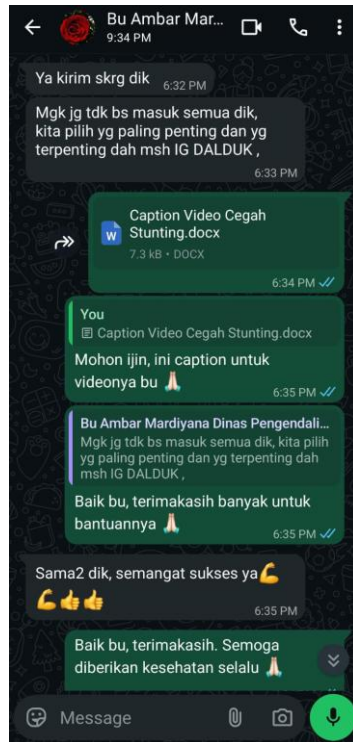 Bu Ambar Mar...
9:34 PM
Ya kirim skrg dik
6:32 PM
Mgk jg tdk bs masuk semua dik,
kita pilih yg paling penting dan yg
terpenting dah msh IG DALDUK ,
6:33 PM
Caption Video Cegah
Stunting.docx
W
7.3 kB • DOCX
6:34 PM
You
Caption Video Cegah Stunting.docx
Mohon ijin, ini caption untuk
videonya bu 🙏🏻
6:35 PM
Bu Ambar Mardiyana Dinas Pengendali...
Mgk jg tdk bs masuk semua dik, kita pilih
yg paling penting dan yg terpenting dah
msh IG DALDUK ,
Baik bu, terimakasih banyak untuk
bantuannya 🙏🏻
6:35 PM
Sama2 dik, semangat sukses ya💪
💪👍👍
6:35 PM
Baik bu, terimakasih. Semoga
diberikan kesehatan selalu 🙏🏻
Message